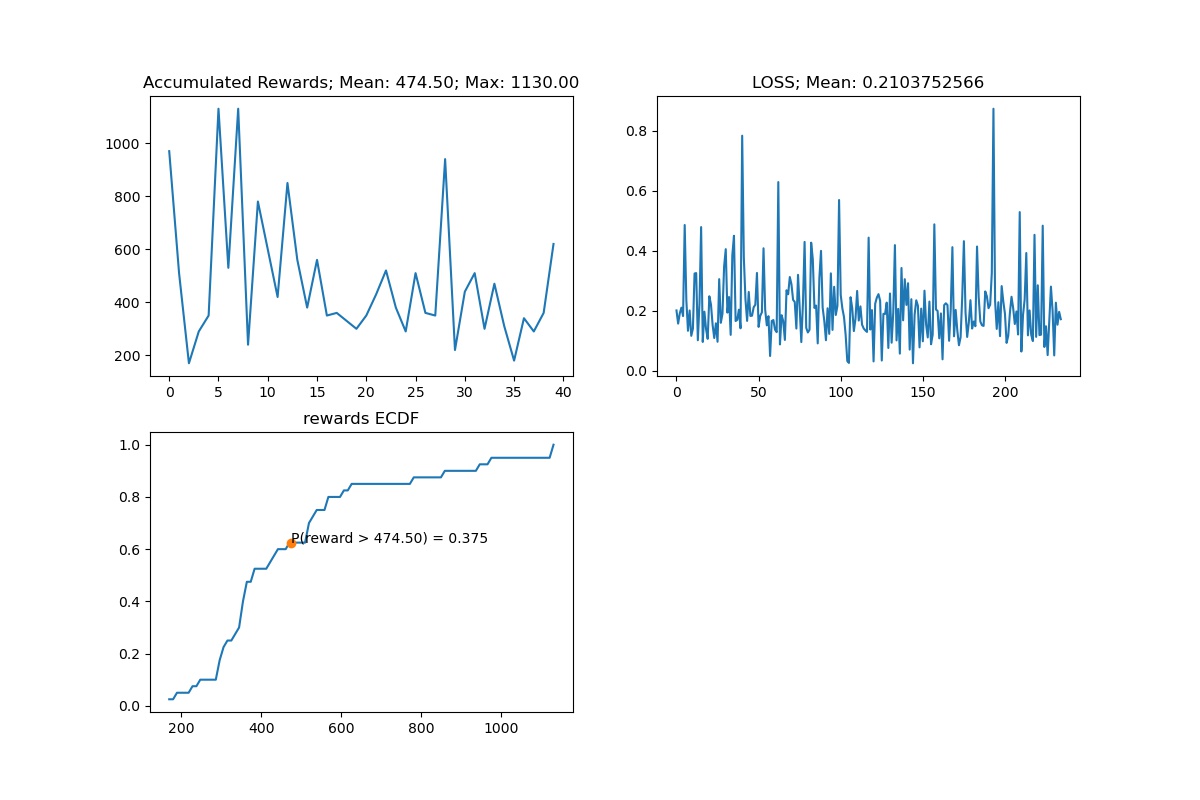 Accumulated Rewards; Mean: 474.50; Max: 1130.00
1000
800
600
400
200
0 5 10 15 20 25 30 35 40
LOSS; Mean: 0.2103752566
0.8
0.6
0.4
0.2
0.0
0 50 100 150 200
rewards ECDF
1.0
0.8
0.6
0.4
0.2
0.0
P(reward > 474.50) = 0.375
200 400 600 800 1000